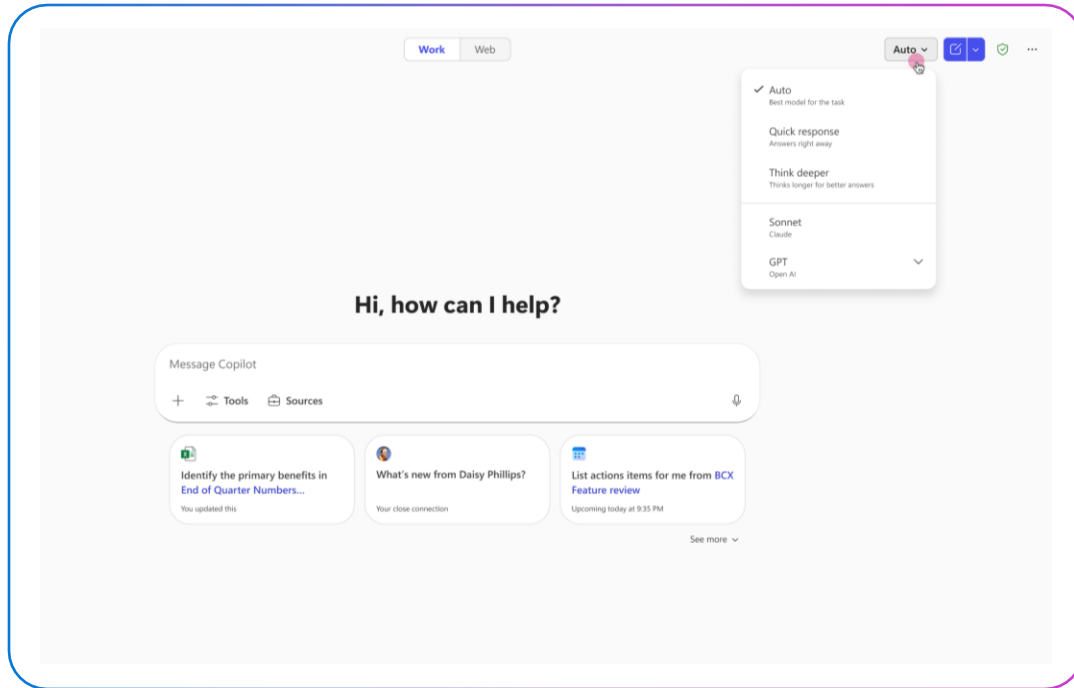 Work
Web
Auto
Auto
Best model for the task
Quick response
Answers right away
Think deeper
Thinks longer for better answers
Sonnet
Claude
GPT
Open AI
Hi, how can I help?
Message Copilot
Tools
Sources
Identify the primary benefits in
End of Quarter Numbers...
You updated this
What's new from Daisy Phillips?
Your close connection
List actions items for me from BCX
Feature review
Upcoming today at 9:35 PM
See more